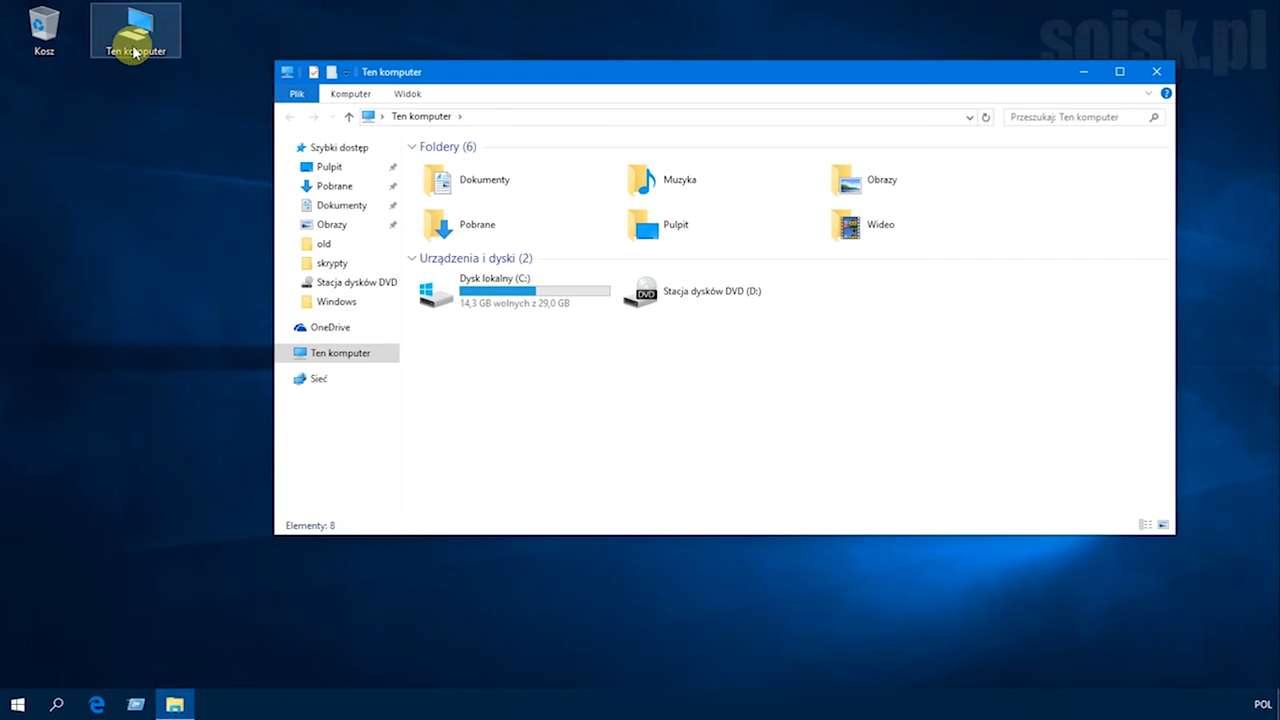 soisk.pl
Kosz
Ten komputer
Ten komputer
Plik Komputer Widok
Ten komputer
Przeszukaj: Ten komputer
Szybki dostęp
Pulpit
Pobrane
Dokumenty
Obrazy
old
skrypty
Stacja dysków DVD
Windows
OneDrive
Ten komputer
Sieć
Foldery (6)
Dokumenty
Muzyka
Obrazy
Pobrane
Pulpit
Wideo
Urządzenia i dyski (2)
Dysk lokalny (C:)
14,3 GB wolnych z 29,0 GB
DVD
Stacja dysków DVD (D:)
Elementy: 8
POL